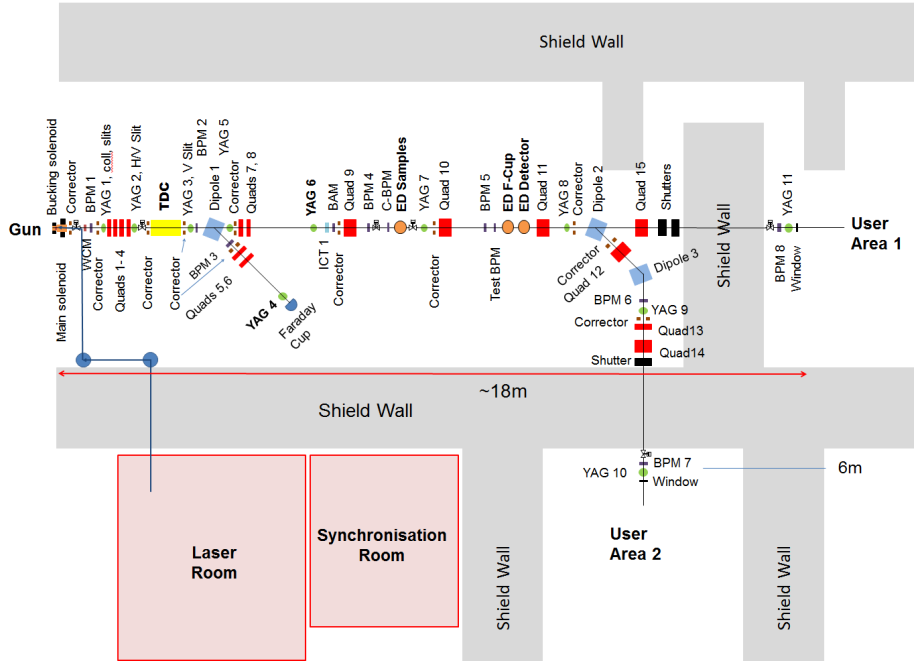 Shield Wall
Bucking solenoid
Corrector
BPM 1
YAG 1, coll, slits
YAG 2, H/V Slit
TDC
YAG 3, V Slit
BPM 2
Dipole 1
YAG 5
Corrector
Quads 7, 8
YAG 6
BAM
Quad 9
BPM 4
C-BPM
ED Samples
YAG 7
Quad 10
BPM 5
ED F-Cup
ED Detector
Quad 11
YAG 8
Corrector
Dipole 2
Quad 15
Shutters
Shield Wall
YAG 11
Gun
User
Area 1
Main solenoid
WCM
Corrector
Quads 1- 4
Corrector
Corrector
BPM 3
Quads 5,6
YAG 4
Faraday
Cup
ICT 1
Corrector
Corrector
Test BPM
Corrector
Quad 12
Dipole 3
BPM 8
Window
BPM 6
YAG 9
Corrector
Quad13
Quad14
Shutter
~18m
Shield Wall
BPM 7
YAG 10
Window
6m
User
Area 2
Laser
Room
Synchronisation
Room
Shield Wall
Shield Wall